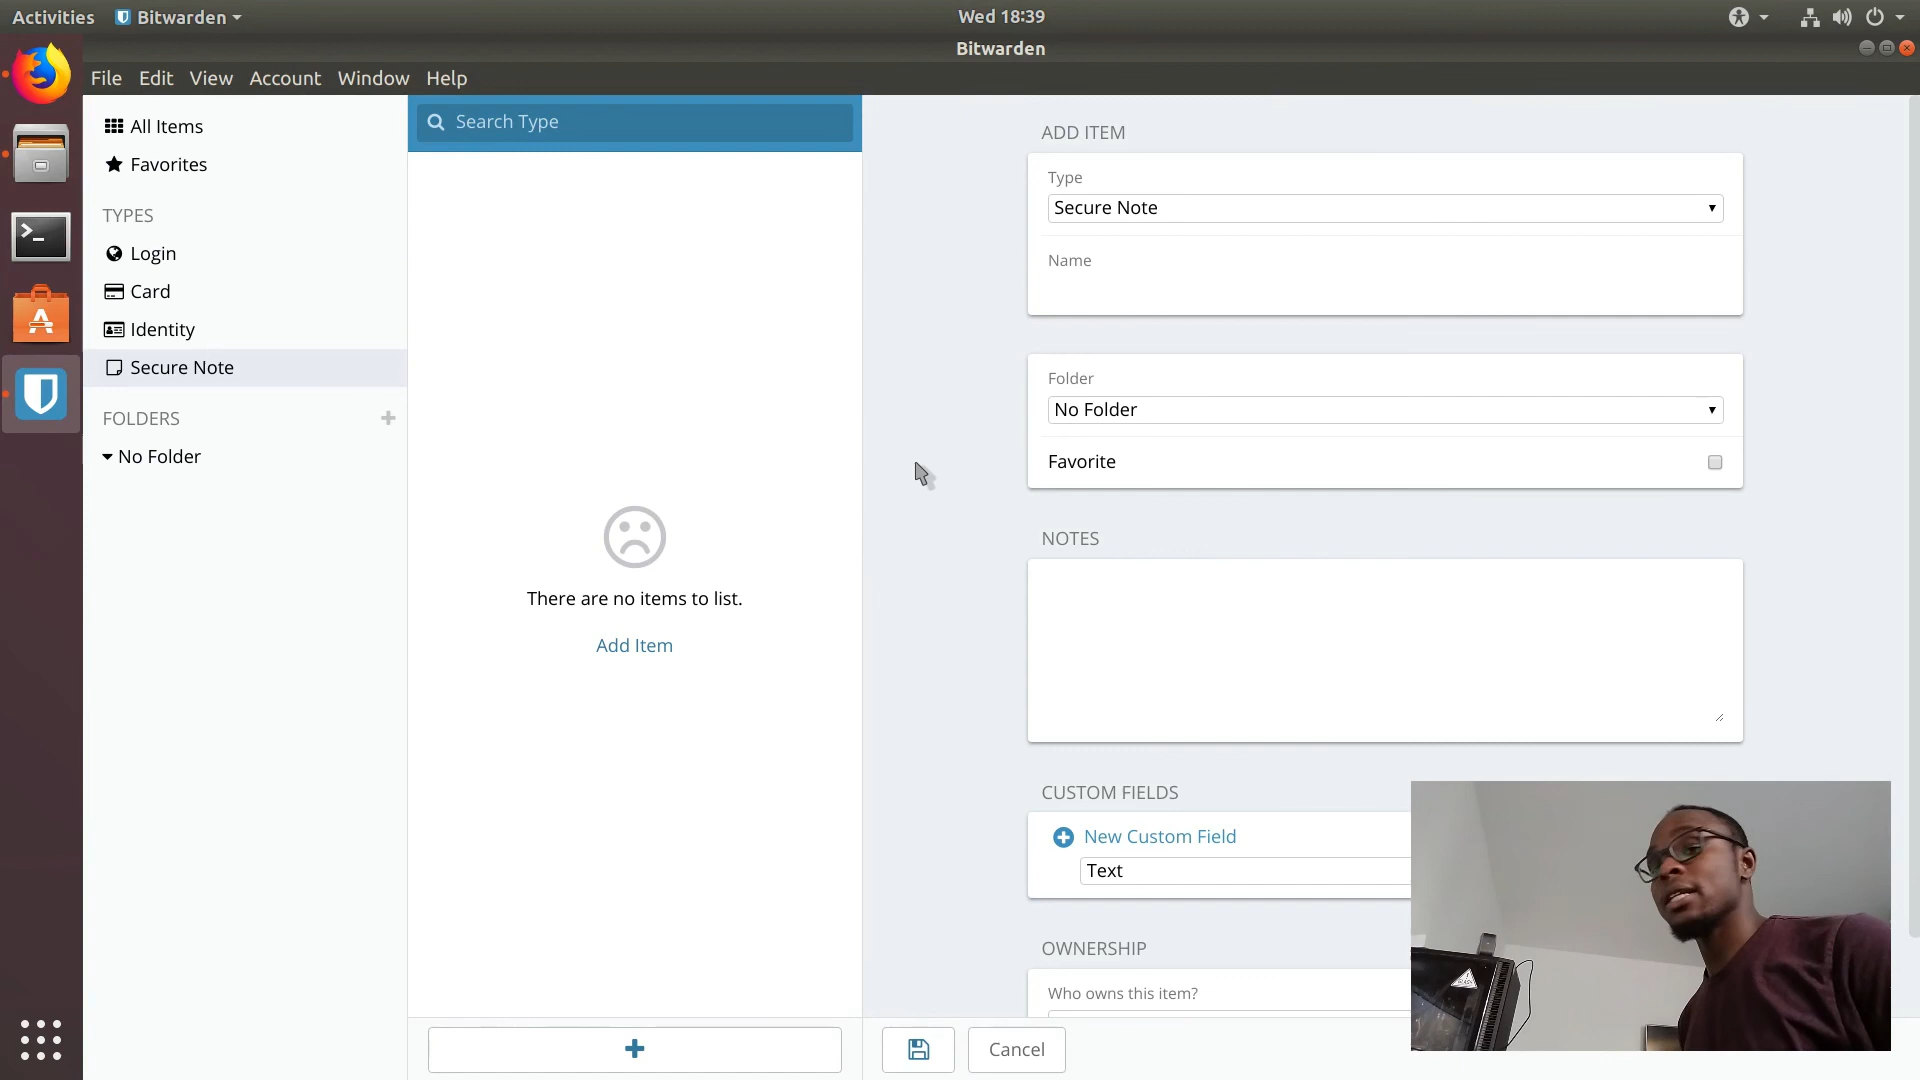 Activities
Bitwarden
Wed 18:39
Bitwarden
File Edit View Account Window Help
All Items
Favorites
TYPES
Login
Card
Identity
Secure Note
FOLDERS
No Folder
Search Type
There are no items to list.
Add Item
ADD ITEM
Type
Secure Note
Name
Folder
No Folder
Favorite
NOTES
CUSTOM FIELDS
New Custom Field
Text
OWNERSHIP
Who owns this item?
Cancel